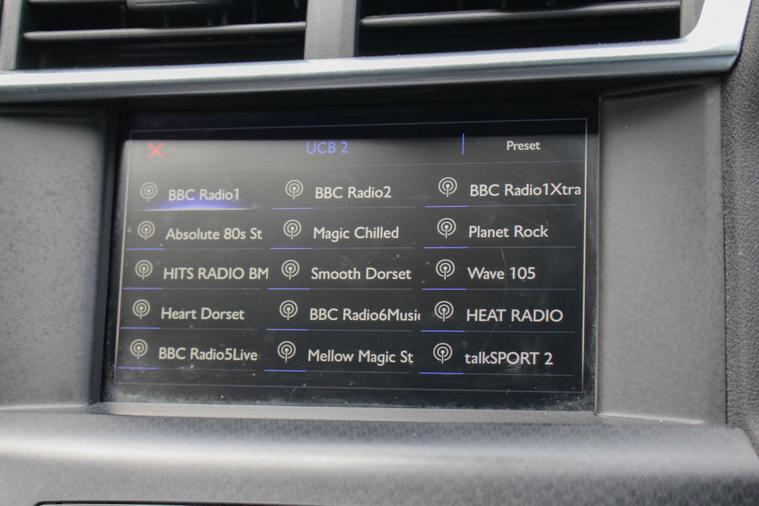 UCB 2 Preset
BBC Radio1 BBC Radio2 BBC Radio1Xtra
Absolute 80s St Magic Chilled Planet Rock
HITS RADIO BM Smooth Dorset Wave 105
Heart Dorset BBC Radio6Music HEAT RADIO
BBC Radio5Live Mellow Magic St talkSPORT 2